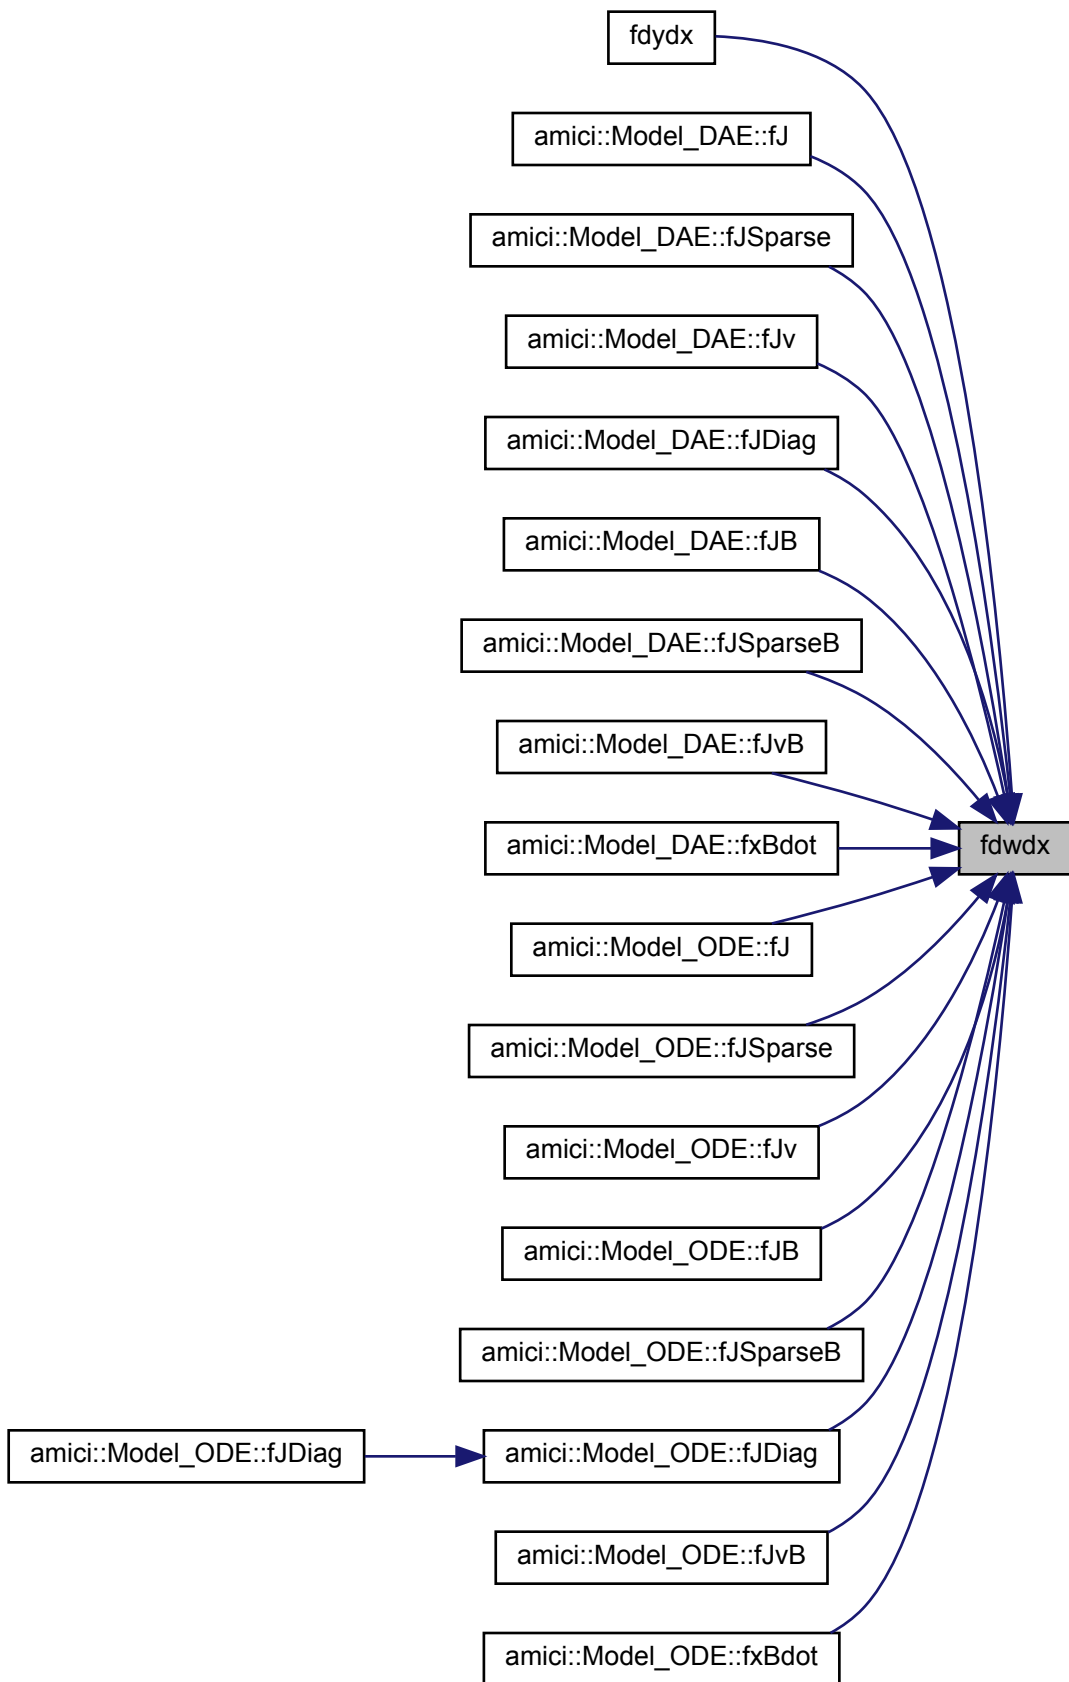 fdydx
amici::Model_DAE::fJ
amici::Model_DAE::fJSparse
amici::Model_DAE::fJv
amici::Model_DAE::fJDiag
amici::Model_DAE::fJB
amici::Model_DAE::fJSparseB
amici::Model_DAE::fJvB
amici::Model_DAE::fxBdot
fdwdx
amici::Model_ODE::fJ
amici::Model_ODE::fJSparse
amici::Model_ODE::fJv
amici::Model_ODE::fJB
amici::Model_ODE::fJSparseB
amici::Model_ODE::fJDiag
amici::Model_ODE::fJDiag
amici::Model_ODE::fJvB
amici::Model_ODE::fxBdot